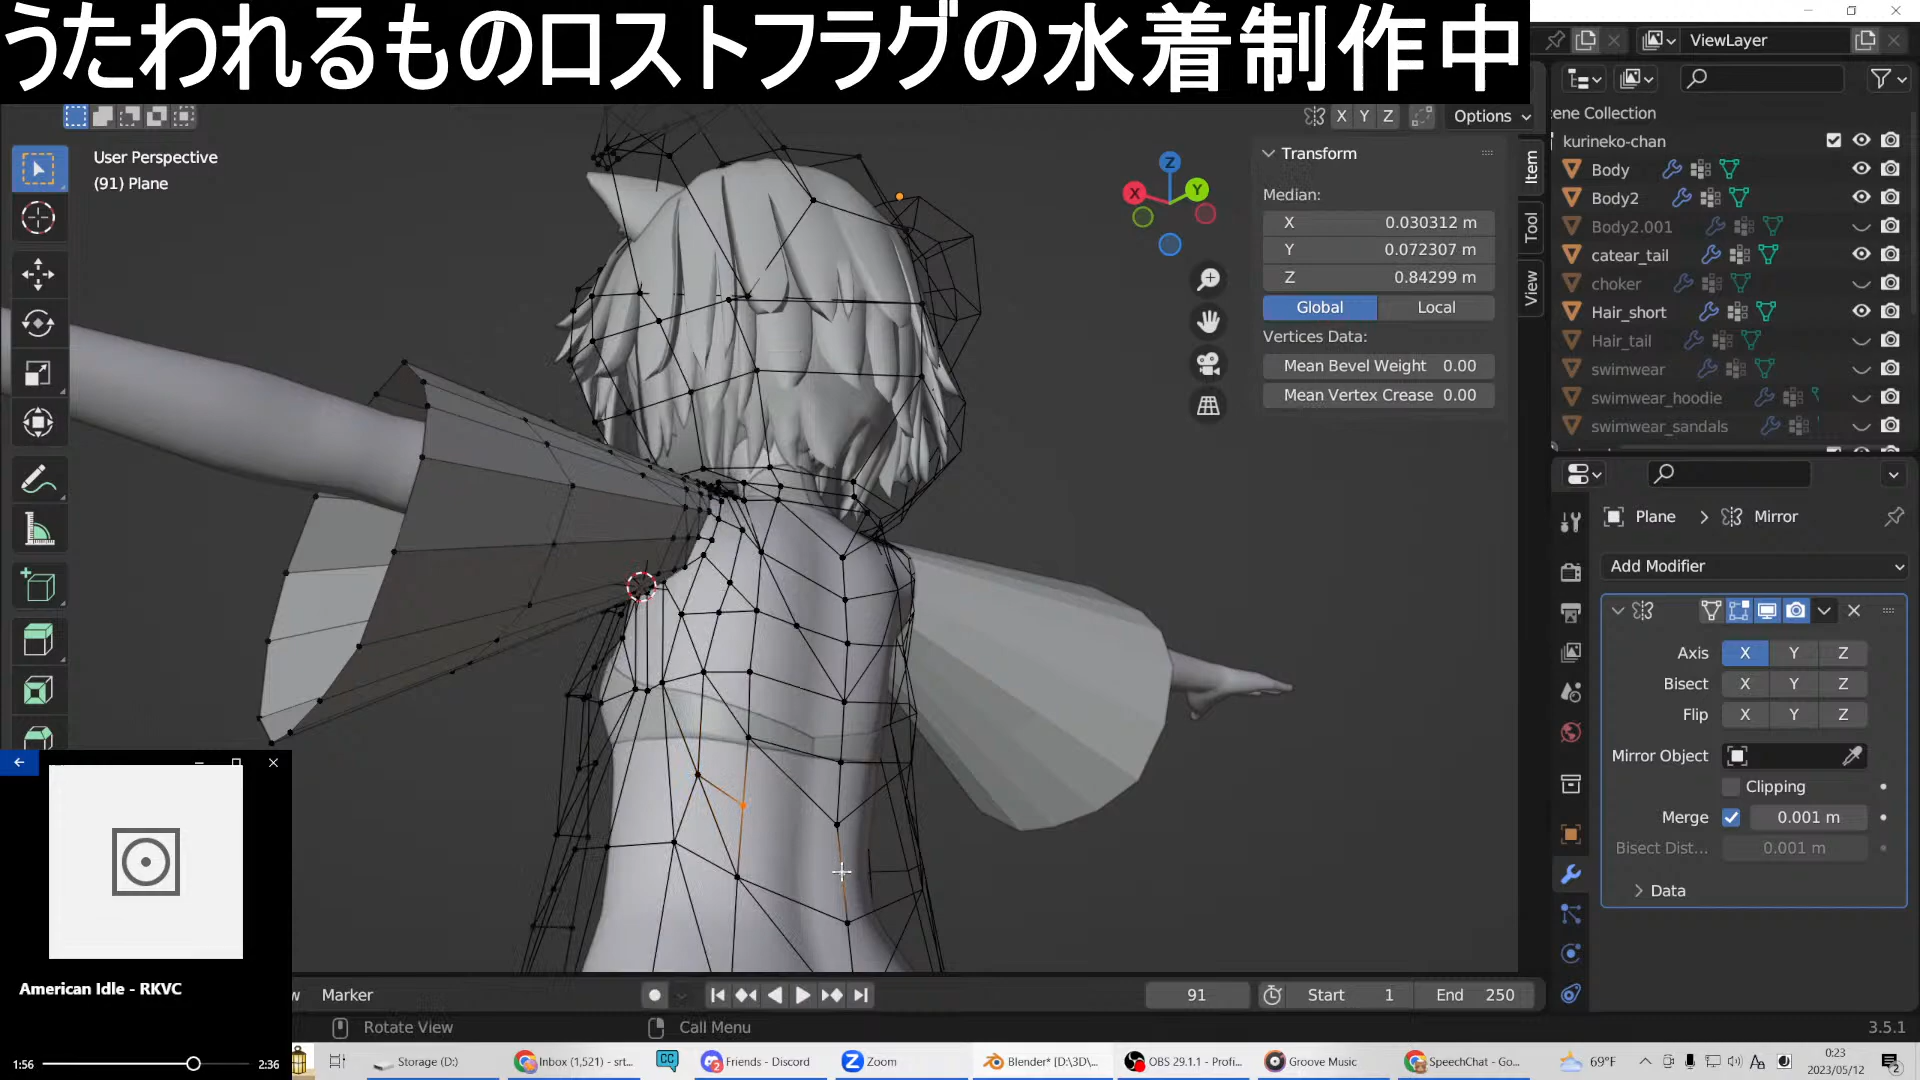 うたわれるものロストフラグの水着制作中
ViewLayer
X Y Z Options
User Perspective
(91) Plane
Transform
Median:
X 0.030312 m
Y 0.072307 m
Z 0.84299 m
Global Local
Vertices Data:
Mean Bevel Weight 0.00
Mean Vertex Crease 0.00
Item
Tool
View
Z
X
Y
ene Collection
kurineko-chan
Body
Body2
Body2.001
catear_tail
choker
Hair_short
Hair_tail
swimwear
swimwear_hoodie
swimwear_sandals
Plane > Mirror
Add Modifier
Axis X Y Z
Bisect X Y Z
Flip X Y Z
Mirror Object
Clipping
Merge 0.001 m
Bisect Dist... 0.001 m
Data
American Idle - RKVC
1:56 2:36
Marker
91 Start 1 End 250
Rotate View Call Menu 3.5.1
Storage (D:) Inbox (1,521) - srt... CC Friends - Discord Zoom Blender* [D:\3D\... OBS 29.1.1 - Profi... Groove Music SpeechChat - Go... 69°F
0:23
2023/05/12
2